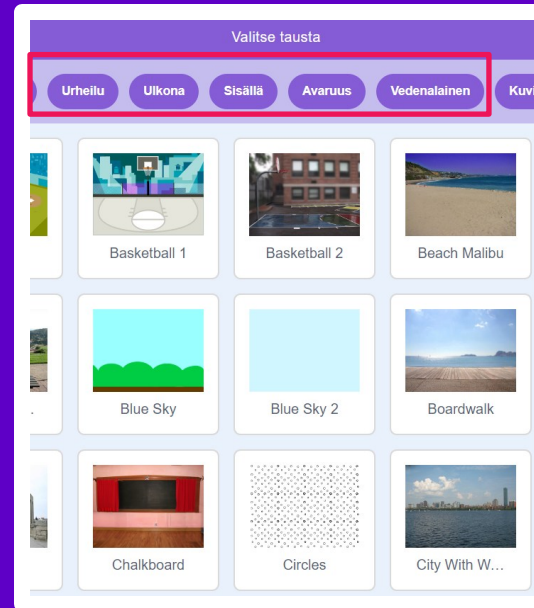 Valitse tausta
Urheilu Ulkona Sisällä Avaruus Vedenalainen Kuvi
Basketball 1 Basketball 2 Beach Malibu
. Blue Sky Blue Sky 2 Boardwalk
Chalkboard Circles City With W...